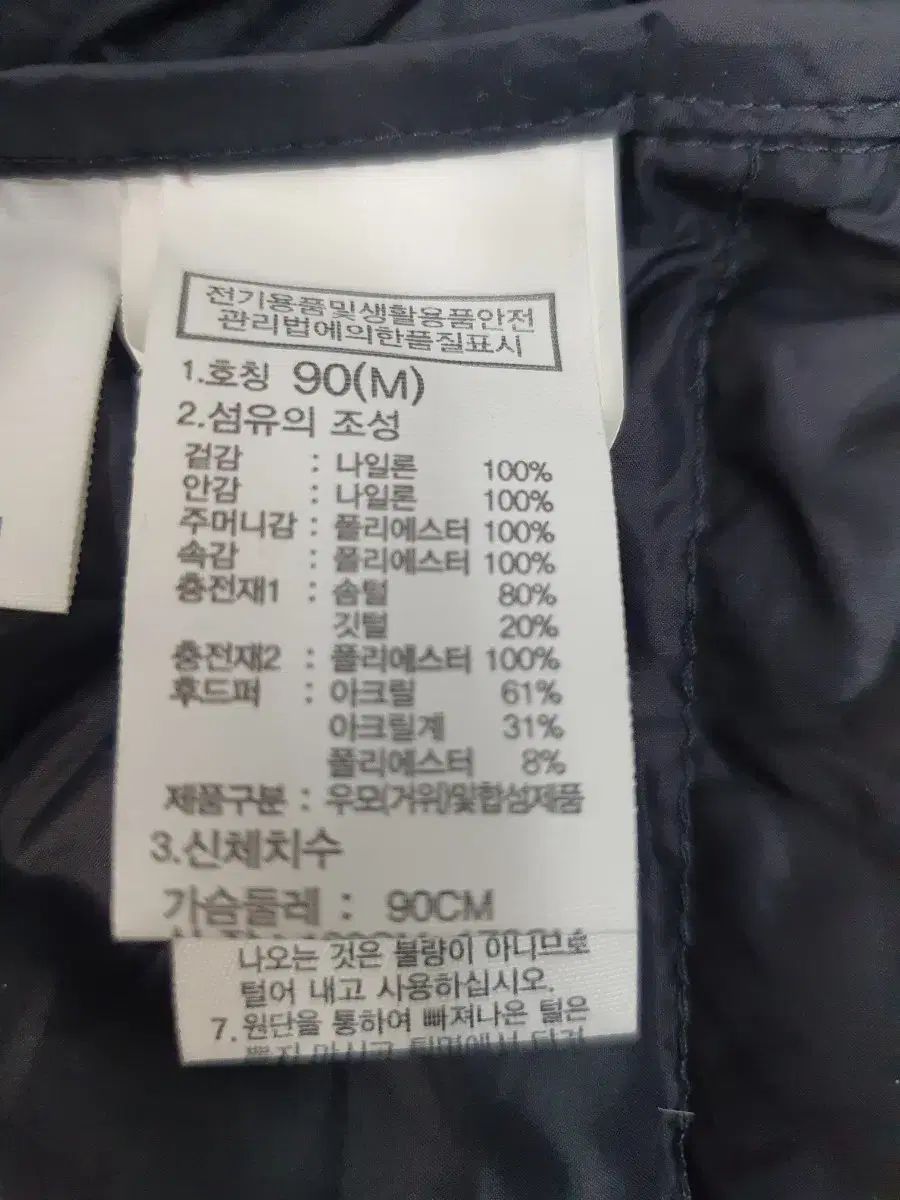 전기용품및생활용품안전
관리법에의한품질표시
1.호칭 90(M)
2.섬유의 조성
겉감 : 나일론 100%
안감 : 나일론 100%
주머니감 : 폴리에스터 100%
속감 : 폴리에스터 100%
충전재1 : 솜털 80%
깃털 20%
충전재2 : 폴리에스터 100%
후드퍼 : 아크릴 61%
아크릴계 31%
폴리에스터 8%
제품구분 : 우모(거위)및합성제품
3.신체치수
가슴둘레 : 90CM
나오는 것은 불량이 아니므로
털어 내고 사용하십시오.
7.원단을 통하여 빠져나온 털은